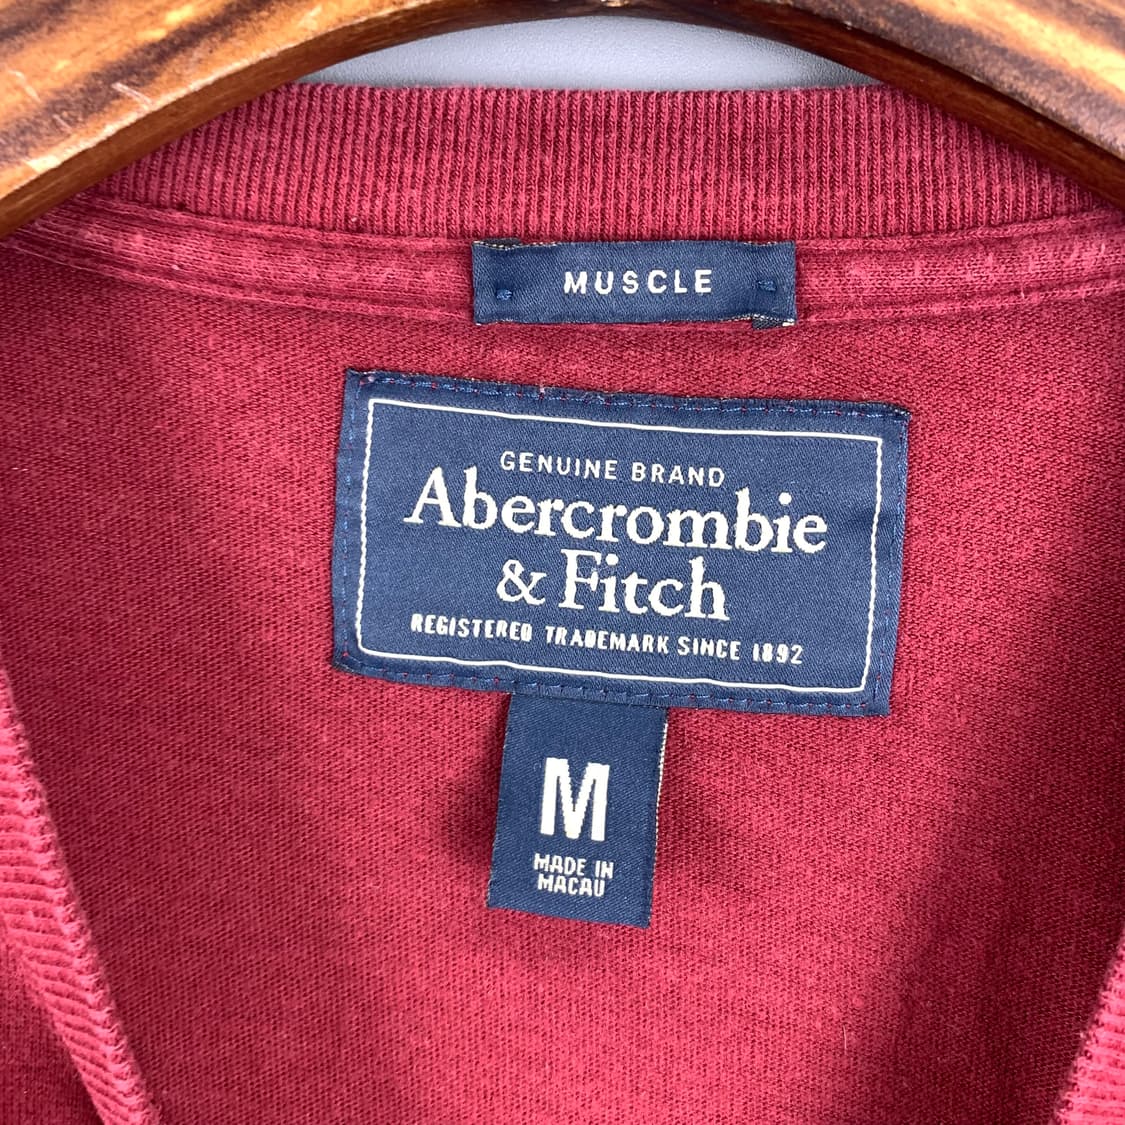 MUSCLE
GENUINE BRAND
Abercrombie
& Fitch
REGISTERED TRADEMARK SINCE 1892
M
MADE IN
MACAU